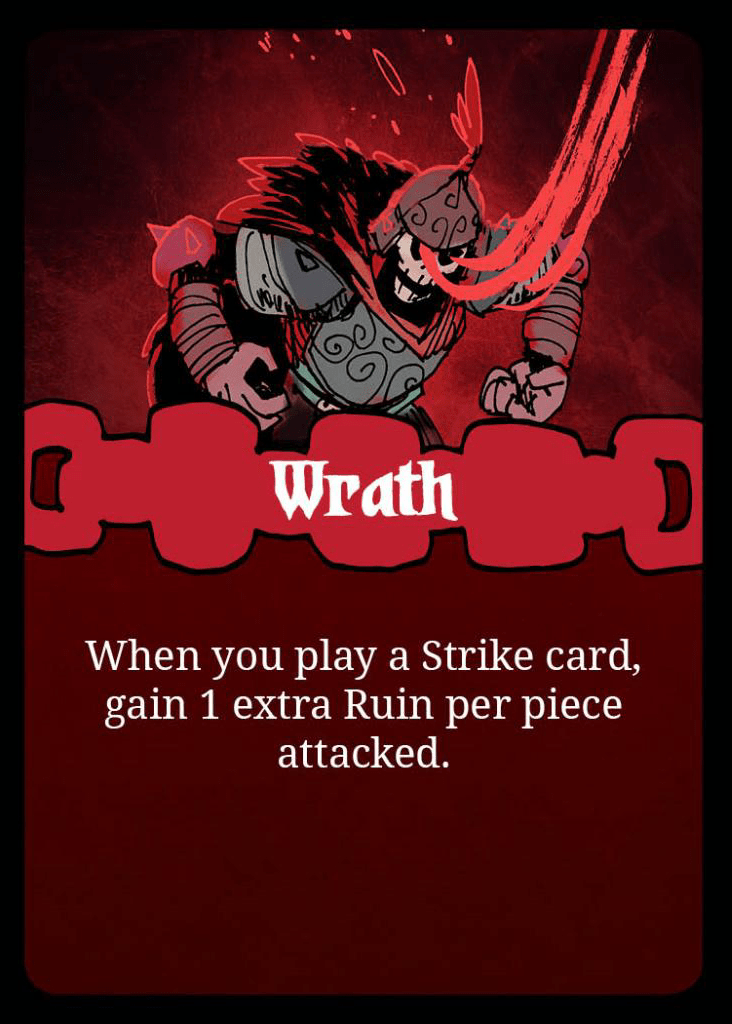 Wrath
When you play a Strike card,
gain 1 extra Ruin per piece
attacked.